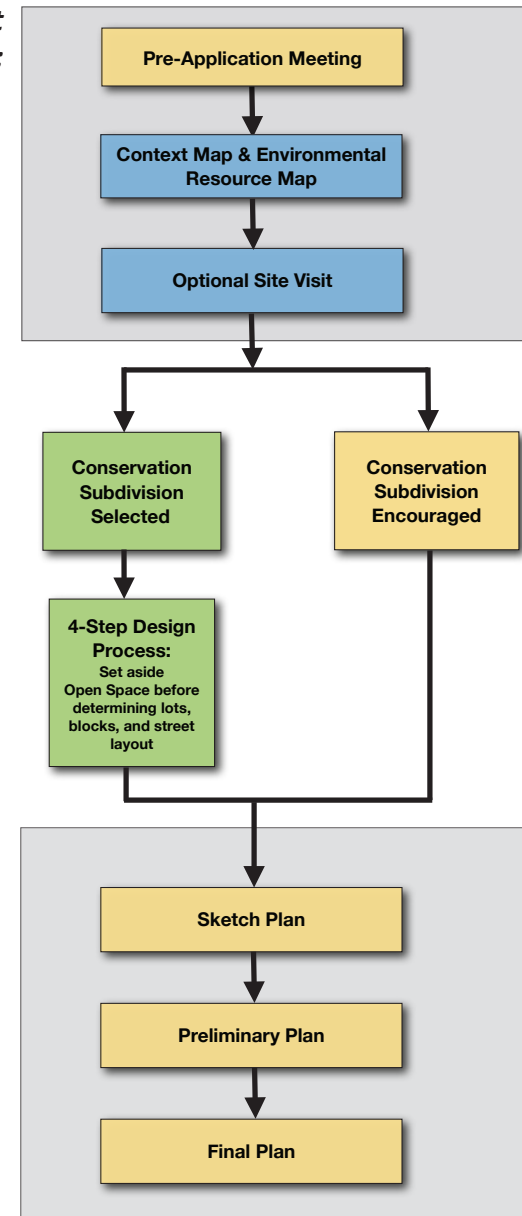 Pre-Application Meeting
Context Map & Environmental
Resource Map
Optional Site Visit
Conservation
Subdivision
Selected
Conservation
Subdivision
Encouraged
4-Step Design
Process:
Set aside
Open Space before
determining lots,
blocks, and street
layout
Sketch Plan
Preliminary Plan
Final Plan